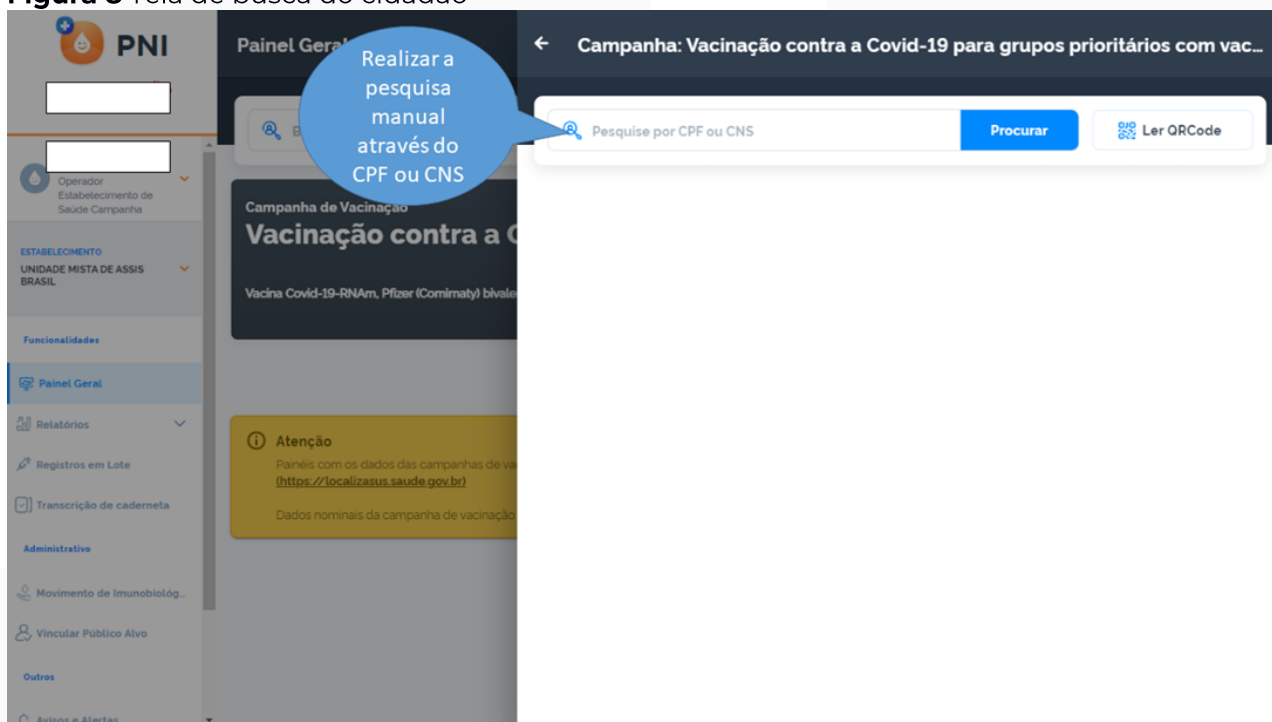 Figura 8 Tela de busca do cidadão
PNI
Operador
Estabelecimento de
Saúde Campanha
ESTABELECIMENTO
UNIDADE MISTA DE ASSIS
BRASIL
Funcionalidades
Painel Geral
Relatórios
Registros em Lote
Transcrição de caderneta
Administrativo
Movimento de Imunobiológ...
Vincular Público Alvo
Outros
Avisos e Alertas
Painel Geral
Realizar a
pesquisa
manual
através do
CPF ou CNS
Campanha de Vacinação
Vacinação contra a C
Vacina Covid-19-RNAm, Pfizer (Comirnaty) bivale
Atenção
Painéis com os dados das campanhas de va
(https://localizasus.saude.gov.br)
Dados nominais da campanha de vacinação
Campanha: Vacinação contra a Covid-19 para grupos prioritários com vac...
Pesquise por CPF ou CNS
Procurar
Ler QRCode